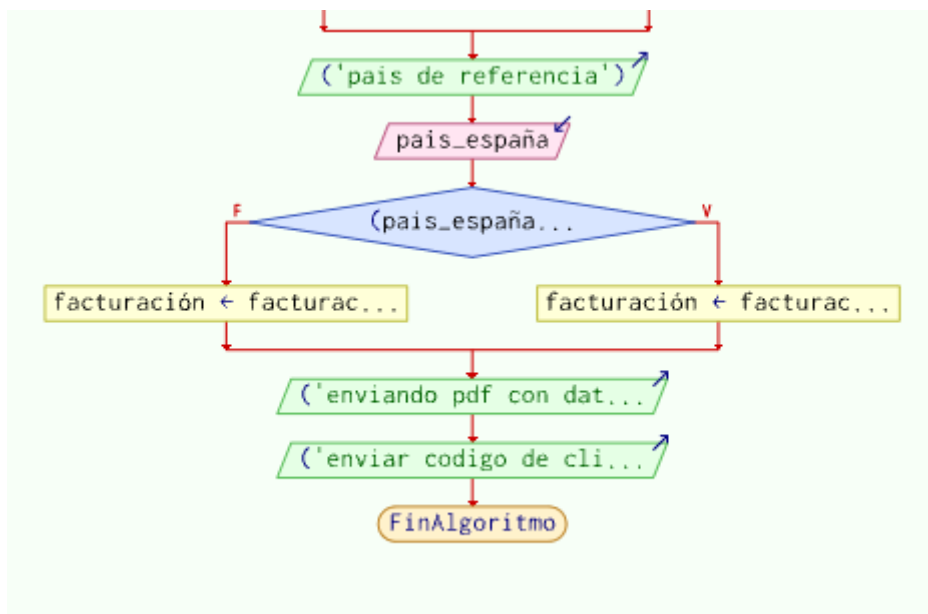 ('pais de referencia')
pais_españa
F
(pais_españa...
V
facturación ← facturac...
facturación ← facturac...
('enviando pdf con dat...
('enviar codigo de cli...
FinAlgoritmo